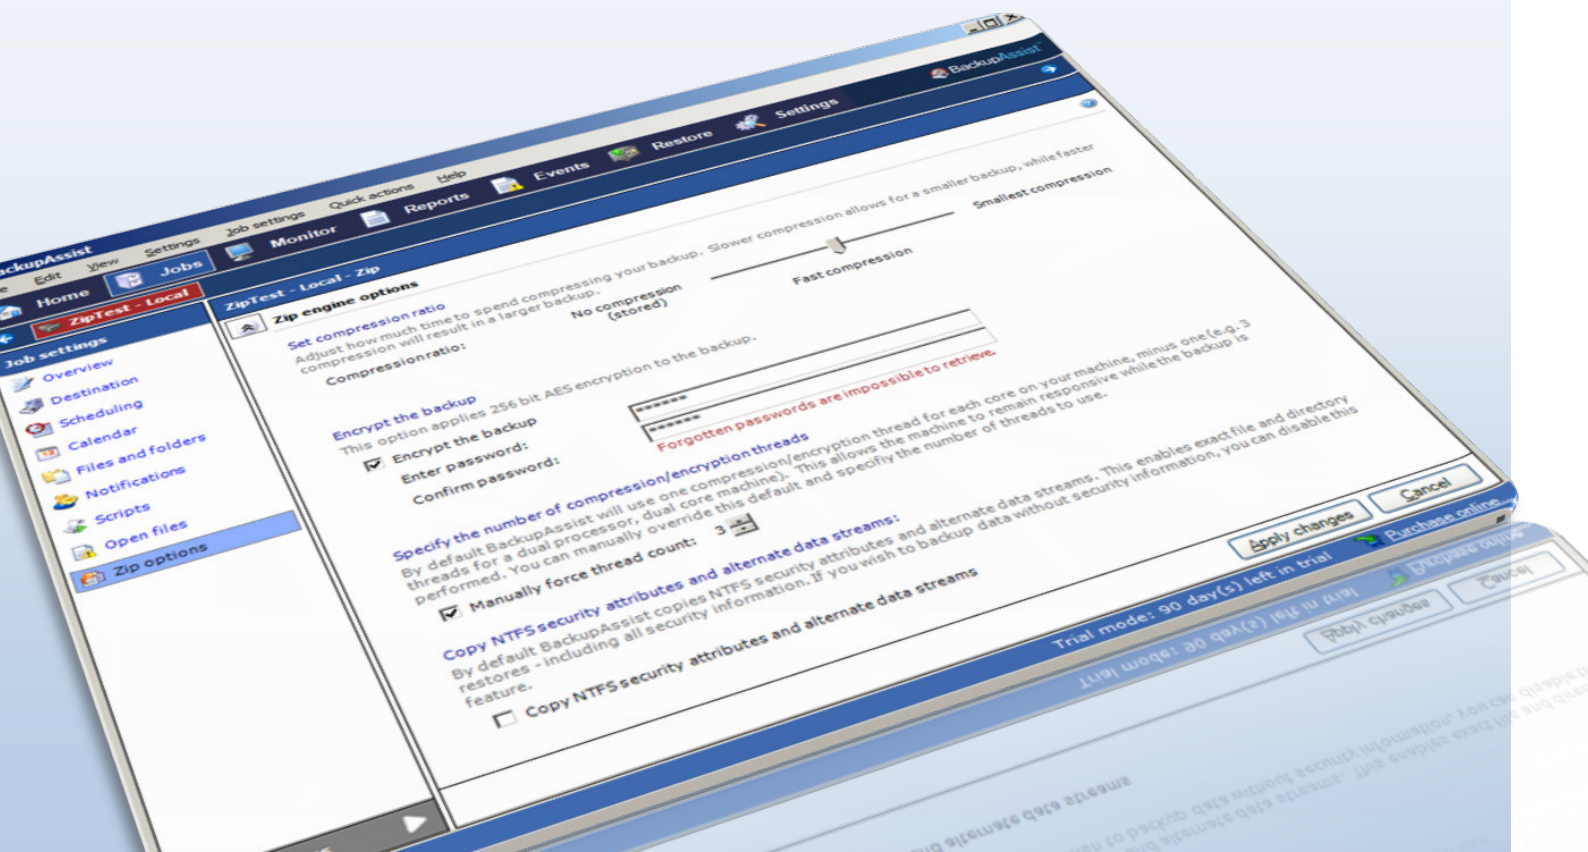 BackupAssist
ackupAssist
Edit View Settings Job settings Quick actions Help
Home Jobs Monitor Reports Events Restore Settings
ZipTest - Local
ZipTest - Local - Zip
Job settings
Overview
Destination
Scheduling
Calendar
Files and folders
Notifications
Scripts
Open files
Zip options
Zip engine options
Set compression ratio
Adjust how much time to spend compressing your backup. Slower compression allows for a smaller backup, while faster
compression will result in a larger backup.
Compression ratio:
No compression
(stored)
Fast compression
Smallest compression
Encrypt the backup
This option applies 256 bit AES encryption to the backup.
Encrypt the backup
Enter password:
Confirm password:
Forgotten passwords are impossible to retrieve.
Specify the number of compression/encryption threads
By default BackupAssist will use one compression/encryption thread for each core on your machine, minus one (e.g. 3
threads for a dual processor, dual core machine). This allows the machine to remain responsive while the backup is
performed. You can manually override this default and specifiy the number of threads to use.
Manually force thread count: 3
Copy NTFS security attributes and alternate data streams:
By default BackupAssist copies NTFS security attributes and alternate data streams. This enables exact file and directory
restores - including all security information. If you wish to backup data without security information, you can disable this
feature.
Copy NTFS security attributes and alternate data streams
Apply changes
Cancel
Trial mode: 90 day(s) left in trial
Purchase online...